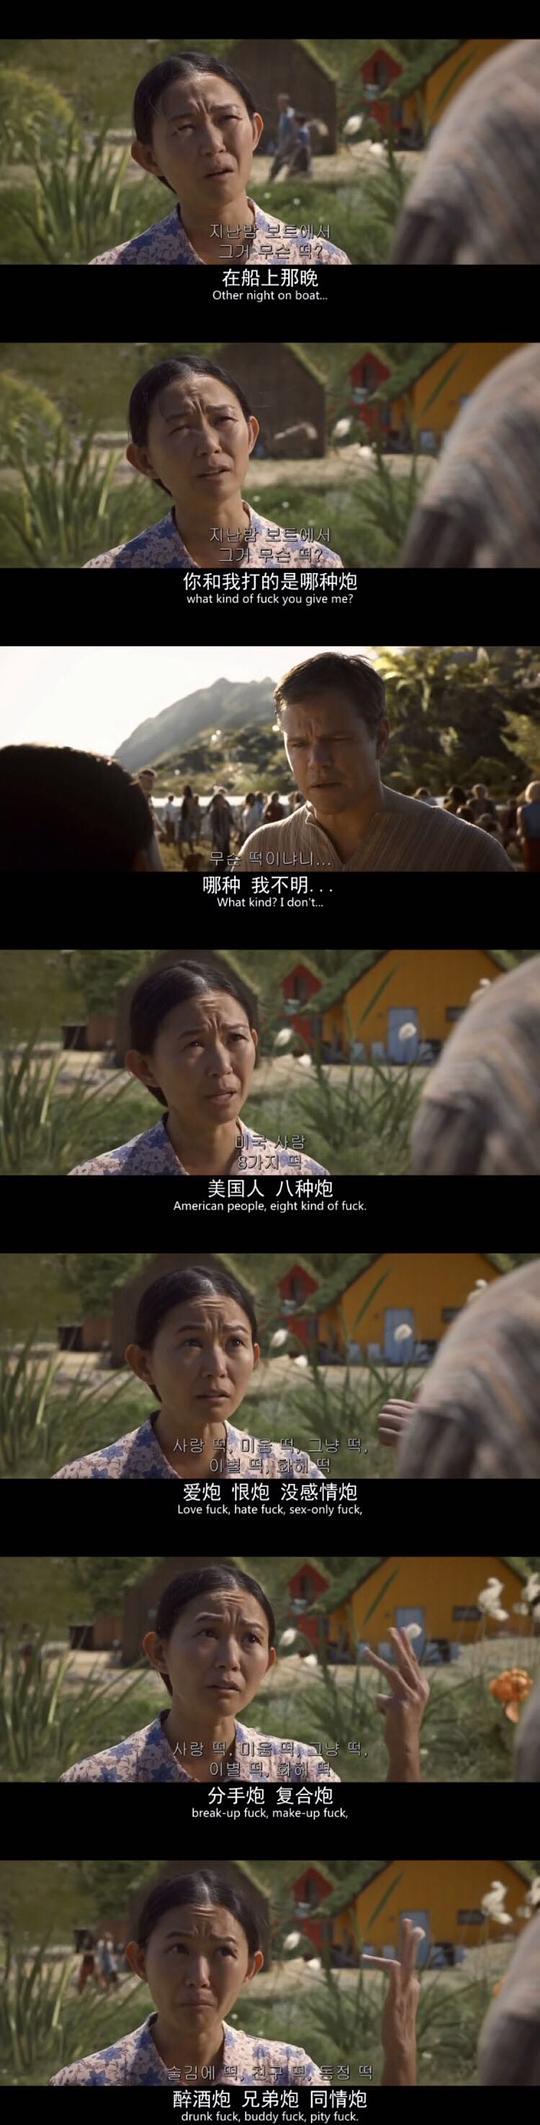 지난밤 보트에서
그거 무슨 떡?
在船上那晚
Other night on boat...
지난밤 보트에서
그거 무슨 떡?
你和我打的是哪种炮
what kind of fuck you give me?
무슨 떡이냐니...
哪种 我不明...
What kind? I don't...
미국 사람
8가지 떡
美国人 八种炮
American people, eight kind of fuck.
사랑 떡, 미움 떡, 그냥 떡,
이별 떡, 화해 떡
爱炮 恨炮 没感情炮
Love fuck, hate fuck, sex-only fuck,
사랑 떡, 미움 떡, 그냥 떡,
이별 떡, 화해 떡
分手炮 复合炮
break-up fuck, make-up fuck,
술김에 떡, 친구 떡, 동정 떡
醉酒炮 兄弟炮 同情炮
drunk fuck, buddy fuck, pity fuck.